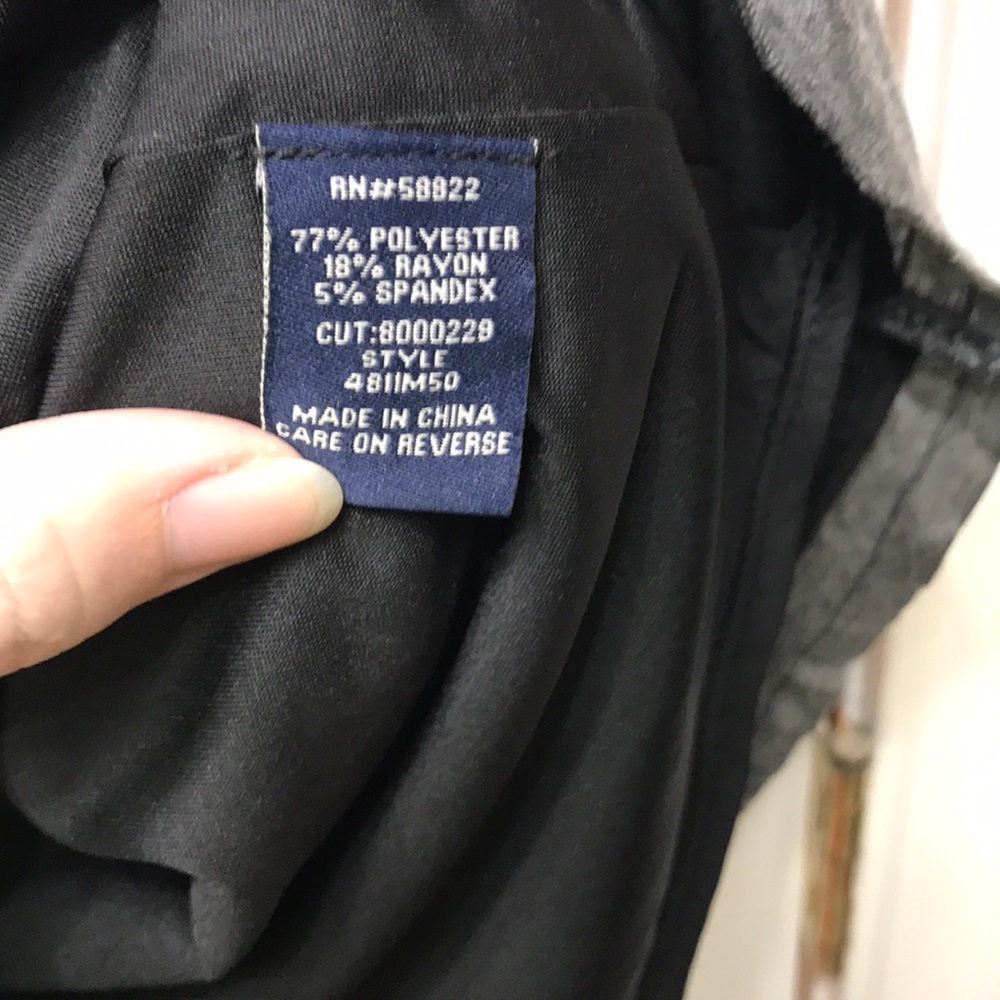 RN#58822
77% POLYESTER
18% RAYON
5% SPANDEX
CUT:8000229
STYLE
4811M50
MADE IN CHINA
CARE ON REVERSE